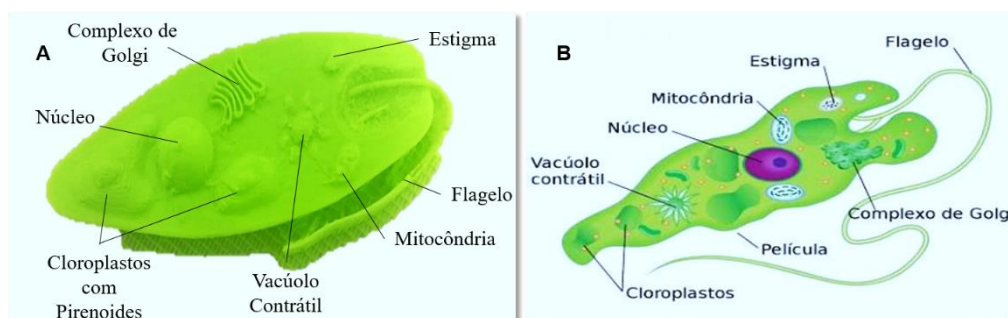 A
Complexo de
Golgi
Estigma
Núcleo
Flagelo
Mitocôndria
Cloroplastos
com
Pirenoides
Vacúolo
Contrátil
B
Flagelo
Estigma
Mitocôndria
Núcleo
Vacúolo
contrátil
Complexo de Golg
Película
Cloroplastos